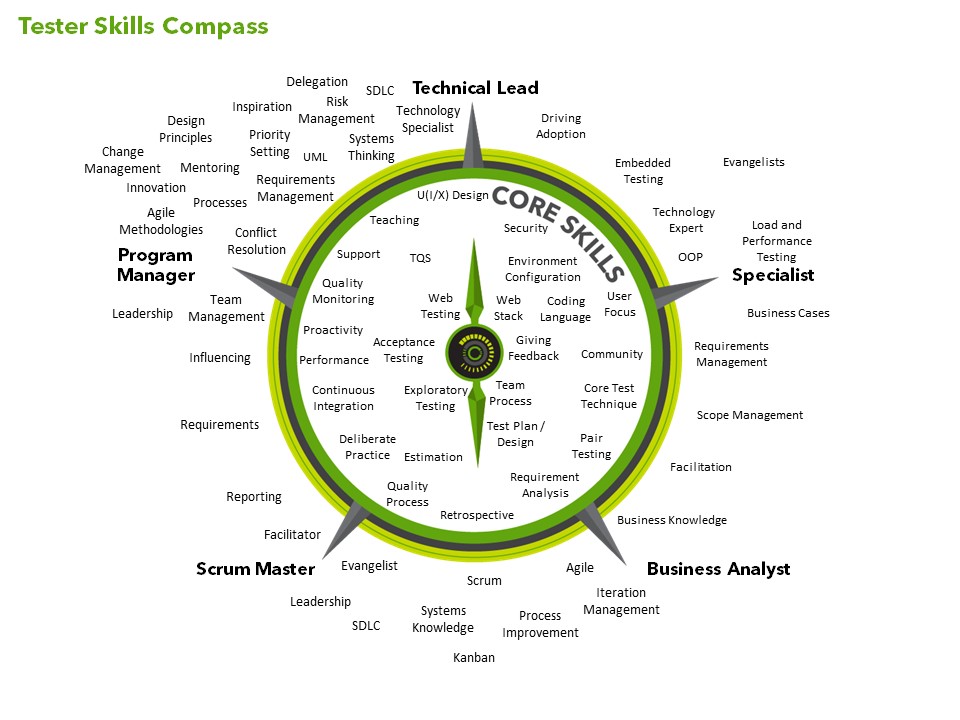 Tester Skills Compass
Delegation
SDLC
Technical Lead
Inspiration
Risk
Management
Technology
Specialist
Driving
Adoption
Design
Principles
Priority
Setting
UML
Systems
Thinking
Change
Management
Mentoring
Embedded
Testing
Evangelists
Innovation
Processes
Requirements
Management
Agile
Methodologies
Conflict
Resolution
Technology
Expert
Load and
Performance
Testing
OOP
Program
Manager
Specialist
Leadership
Team
Management
Business Cases
Influencing
Requirements
Management
Requirements
Scope Management
Facilitation
Reporting
Business Knowledge
Facilitator
CORE SKILLS
U(I/X) Design
Teaching
Security
Support
TQS
Environment
Configuration
Quality
Monitoring
Web
Testing
Web
Stack
Coding
Language
User
Focus
Proactivity
Acceptance
Testing
Giving
Feedback
Community
Performance
Continuous
Integration
Exploratory
Testing
Team
Process
Core Test
Technique
Deliberate
Practice
Estimation
Test Plan /
Design
Pair
Testing
Quality
Process
Requirement
Analysis
Retrospective
Scrum Master
Evangelist
Scrum
Agile
Business Analyst
Leadership
SDLC
Systems
Knowledge
Process
Improvement
Iteration
Management
Kanban